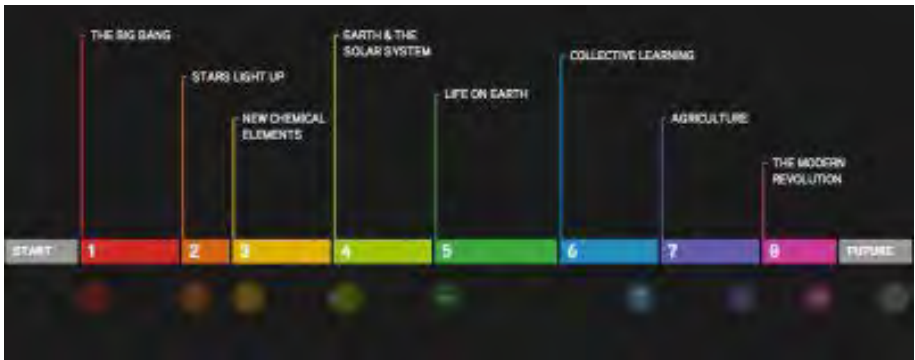 THE BIG BANG
STARS LIGHT UP
NEW CHEMICAL
ELEMENTS
EARTH & THE
SOLAR SYSTEM
LIFE ON EARTH
COLLECTIVE LEARNING
AGRICULTURE
THE MODERN
REVOLUTION
START 1 2 3 4 5 6 7 8 FUTURE